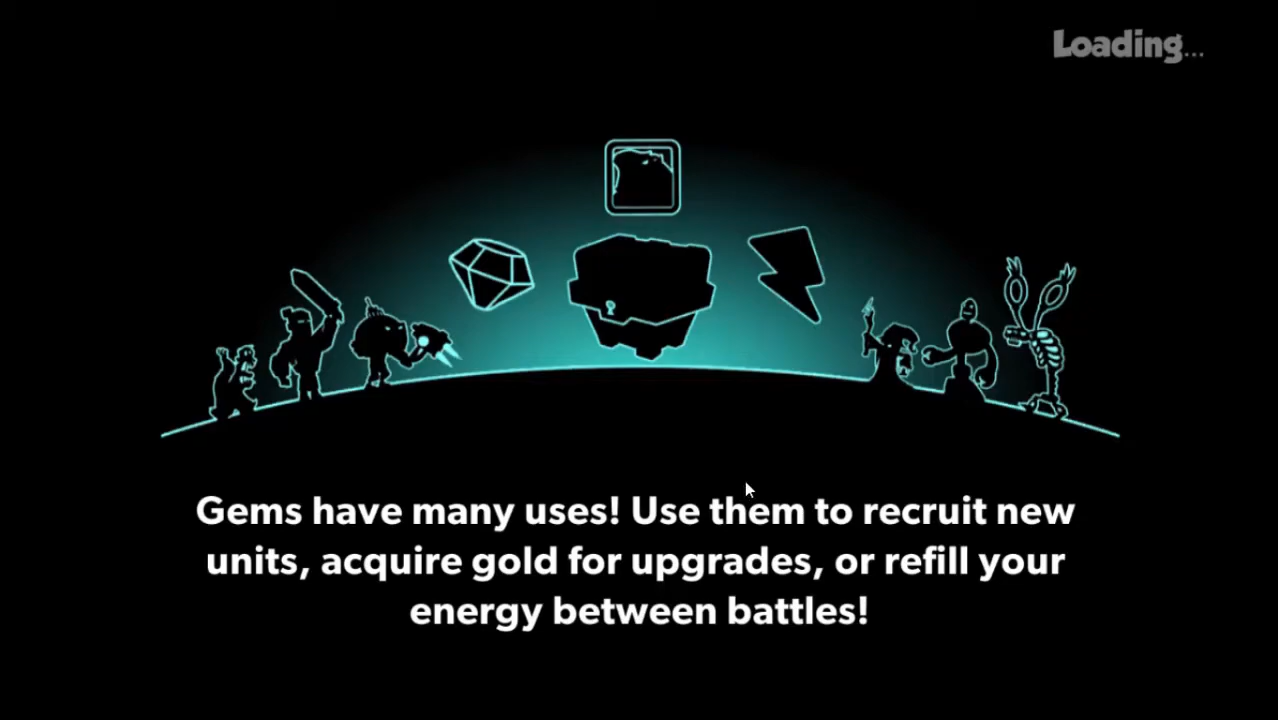 Loading...
Gems have many uses! Use them to recruit new
units, acquire gold for upgrades, or refill your
energy between battles!